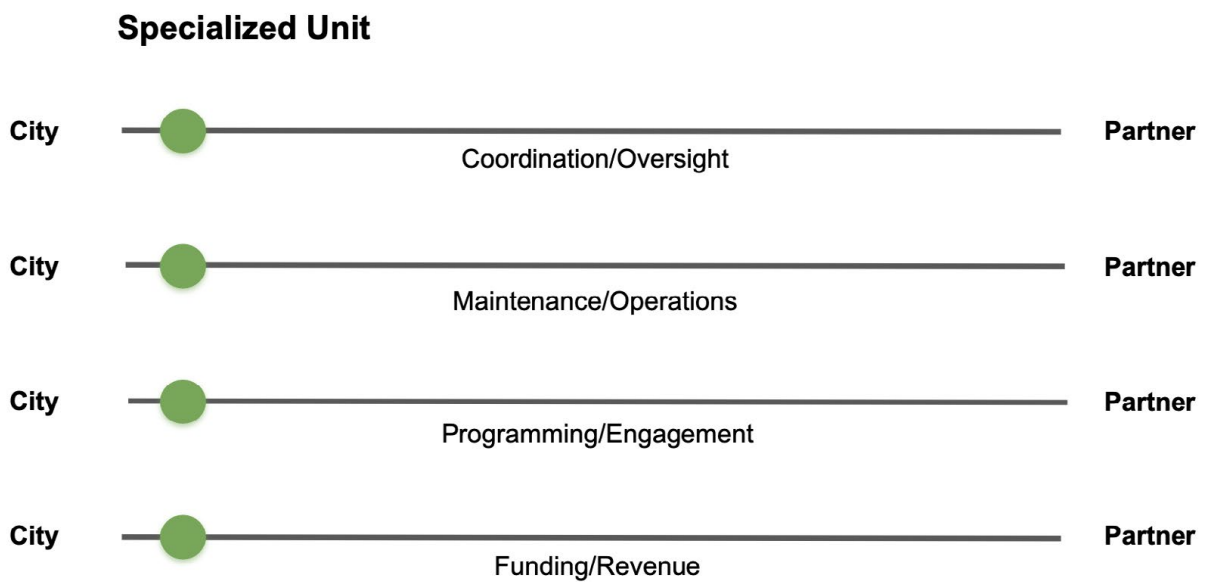 Specialized Unit
City Partner
Coordination/Oversight
City Partner
Maintenance/Operations
City Partner
Programming/Engagement
City Partner
Funding/Revenue